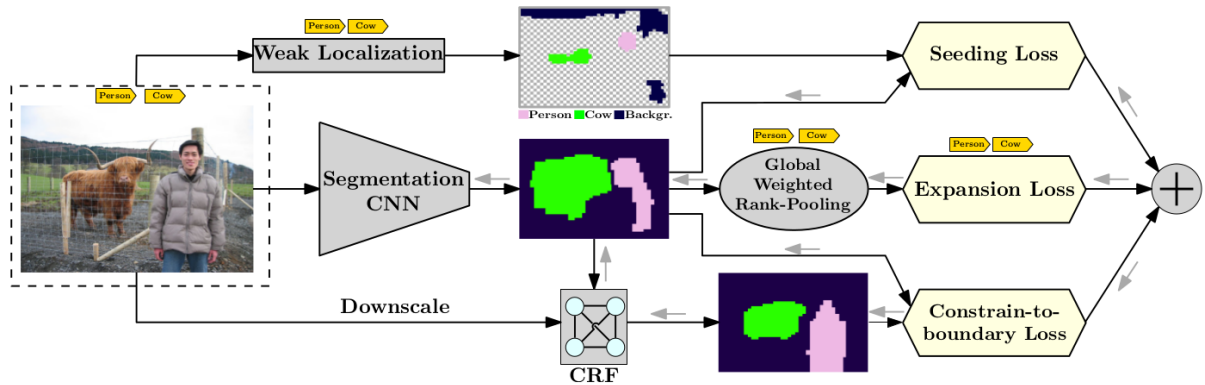 Person Cow
Weak Localization
Person Cow
Person Cow Backgr.
Seeding Loss
Segmentation
CNN
Person Cow
Global
Weighted
Rank-Pooling
Person Cow
Expansion Loss
Downscale
CRF
Constrain-to-
boundary Loss